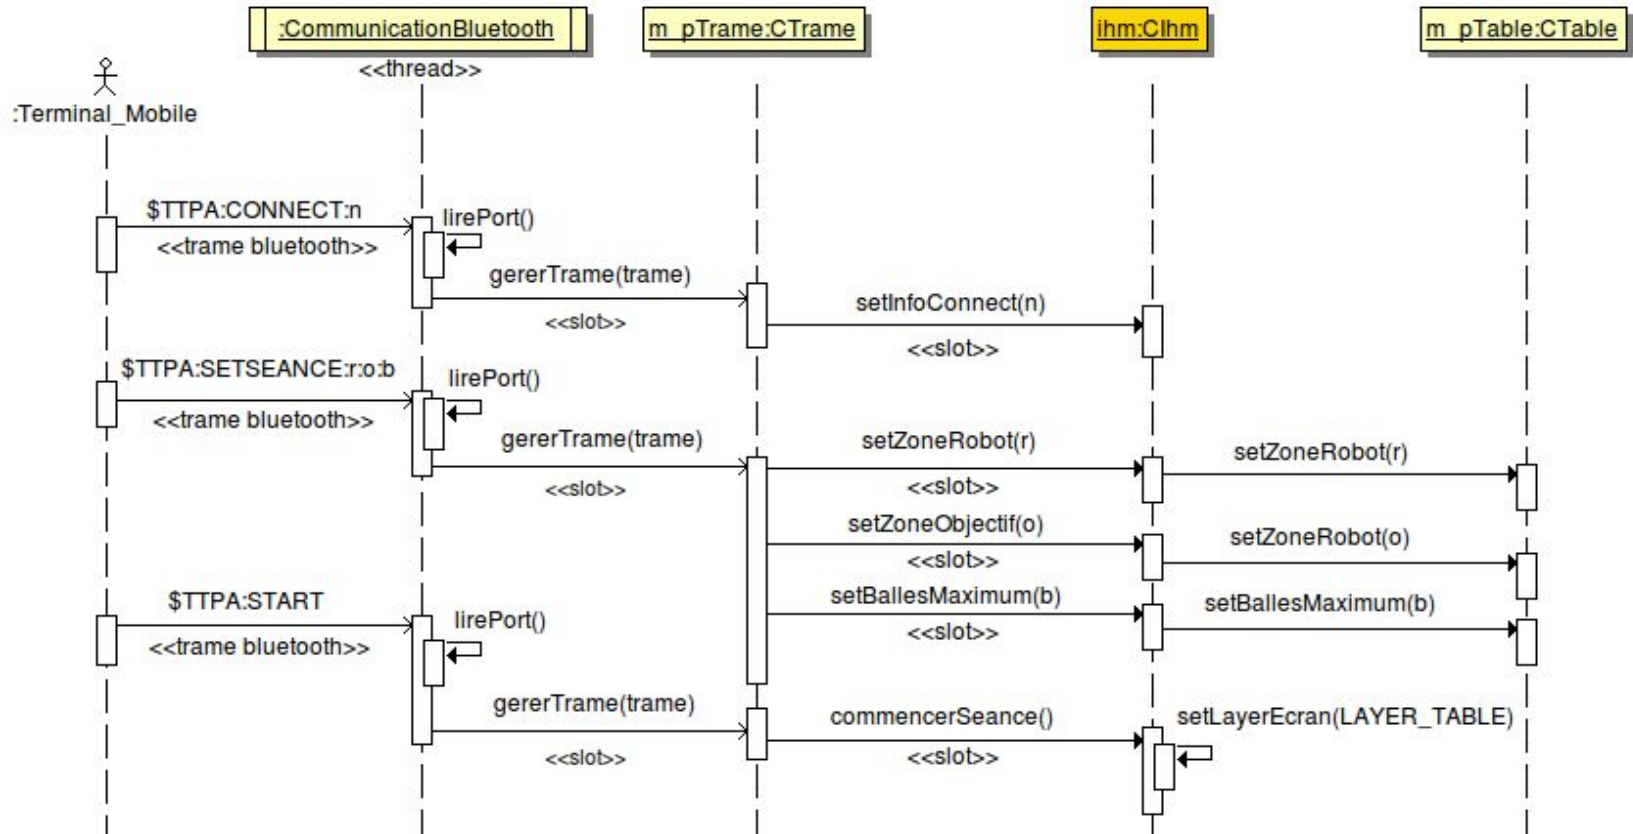 :CommunicationBluetooth
m_pTrame:CTrame
ihm:CIhm
m_pTable:CTable
<<thread>>
:Terminal_Mobile
$TTPA:CONNECT:n
<<trame bluetooth>>
lirePort()
gererTrame(trame)
<<slot>>
setInfoConnect(n)
<<slot>>
$TTPA:SETSEANCE:r:o:b
<<trame bluetooth>>
lirePort()
gererTrame(trame)
<<slot>>
setZoneRobot(r)
<<slot>>
setZoneRobot(r)
setZoneObjectif(o)
<<slot>>
setZoneRobot(o)
setBallesMaximum(b)
<<slot>>
setBallesMaximum(b)
$TTPA:START
<<trame bluetooth>>
lirePort()
gererTrame(trame)
<<slot>>
commencerSeance()
<<slot>>
setLayerEcran(LAYER_TABLE)